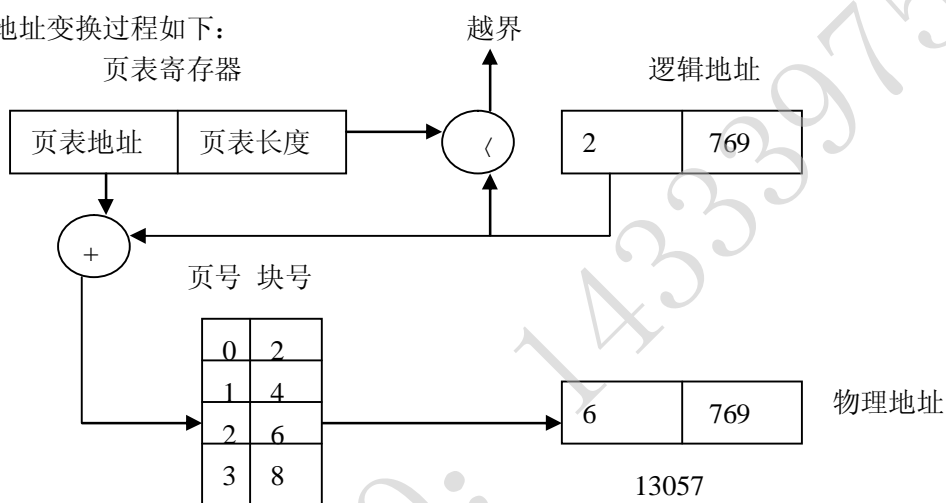 地址变换过程如下：
越界
页表寄存器
逻辑地址
页表地址 页表长度
〈
2 769
+
页号 块号
0 2
1 4
2 6
3 8
6 769
物理地址
13057
1433397